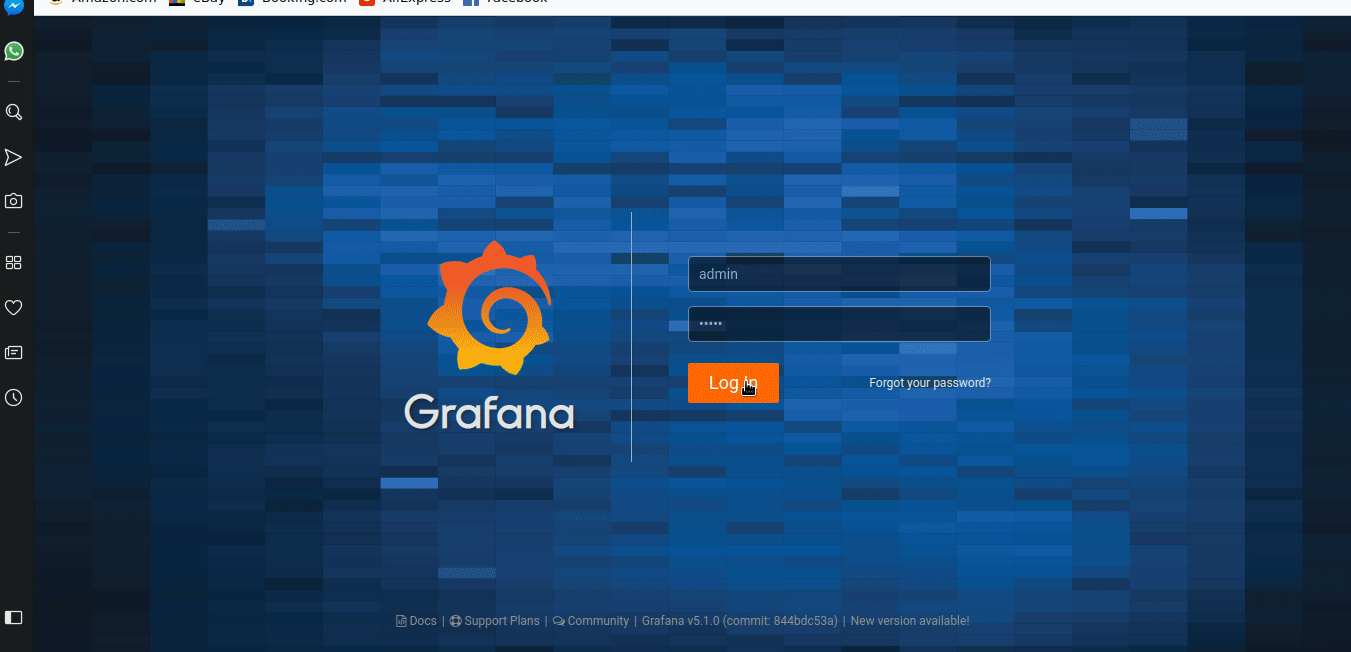 Amazon.com eBay Booking.com AliExpress Facebook
admin
•••••
Log In
Forgot your password?
Grafana
Docs | Support Plans | Community | Grafana v5.1.0 (commit: 844bdc53a) | New version available!